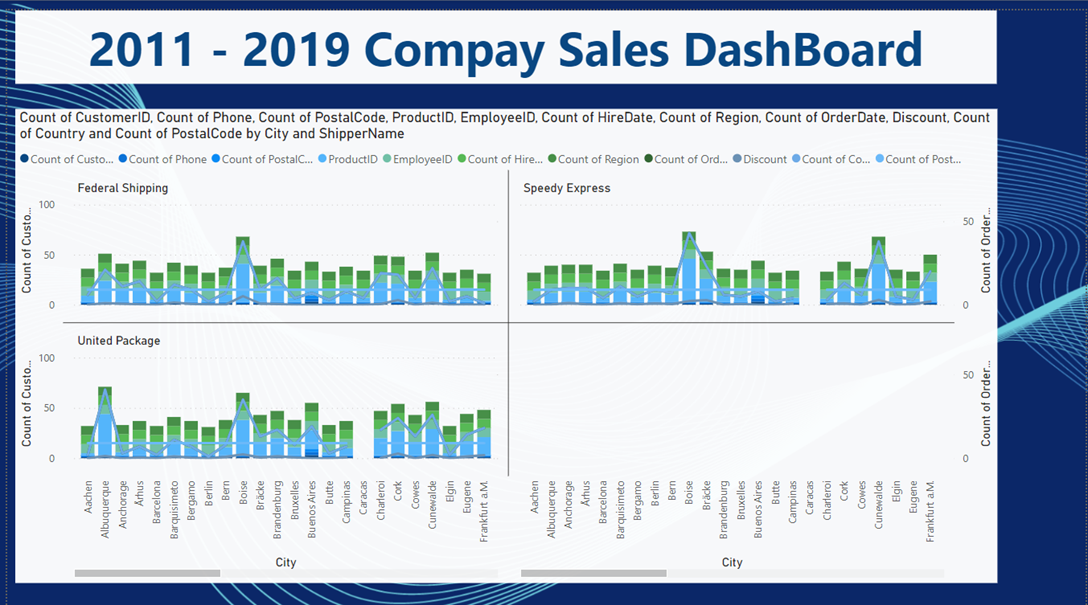 2011 - 2019 Compay Sales DashBoard
Count of CustomerID, Count of Phone, Count of PostalCode, ProductID, EmployeeID, Count of HireDate, Count of Region, Count of OrderDate, Discount, Count
of Country and Count of PostalCode by City and ShipperName
Count of Custo... Count of Phone Count of PostalC... ProductID EmployeeID Count of Hire... Count of Region Count of Ord... Discount Count of Co... Count of Post...
Federal Shipping
Speedy Express
Count of Custo...
100
50
0
50
0
Count of Order...
United Package
Count of Custo...
100
50
0
50
0
Count of Order...
Aachen
Albuquerque
Anchorage
Århus
Barcelona
Barquisimeto
Bergamo
Berlin
Bern
Boise
Bräcke
Brandenburg
Bruxelles
Buenos Aires
Butte
Campinas
Caracas
Charleroi
Cork
Cowes
Cunewalde
Elgin
Eugene
Frankfurt a.M.
Aachen
Albuquerque
Anchorage
Århus
Barcelona
Barquisimeto
Bergamo
Berlin
Bern
Boise
Bräcke
Brandenburg
Bruxelles
Buenos Aires
Butte
Campinas
Caracas
Charleroi
Cork
Cowes
Cunewalde
Elgin
Eugene
Frankfurt a.M.
City
City